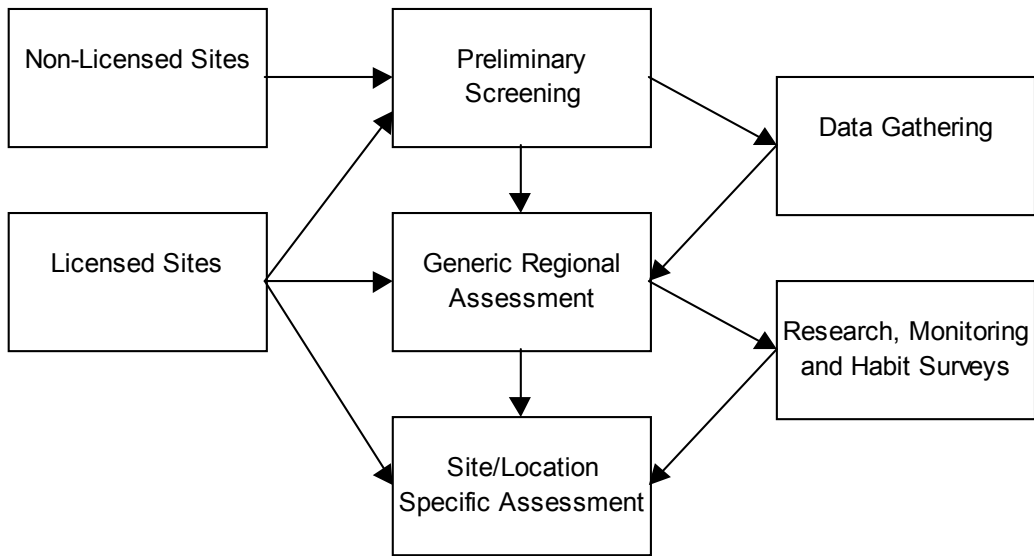 Non-Licensed Sites
Preliminary
Screening
Data Gathering
Licensed Sites
Generic Regional
Assessment
Research, Monitoring
and Habit Surveys
Site/Location
Specific Assessment